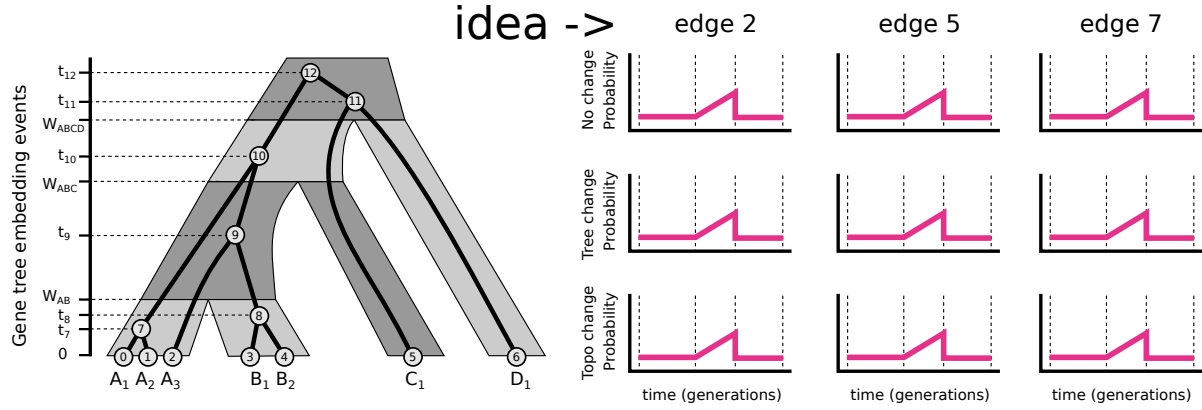 idea ->
edge 2
edge 5
edge 7
Gene tree embedding events
t12
t11
WABCD
t10
WABC
t9
WAB
t8
t7
0
12
11
10
9
8
7
0
1
2
3
4
5
6
A1
A2
A3
B1
B2
C1
D1
No change
Probability
Tree change
Probability
Topo change
Probability
time (generations)
time (generations)
time (generations)